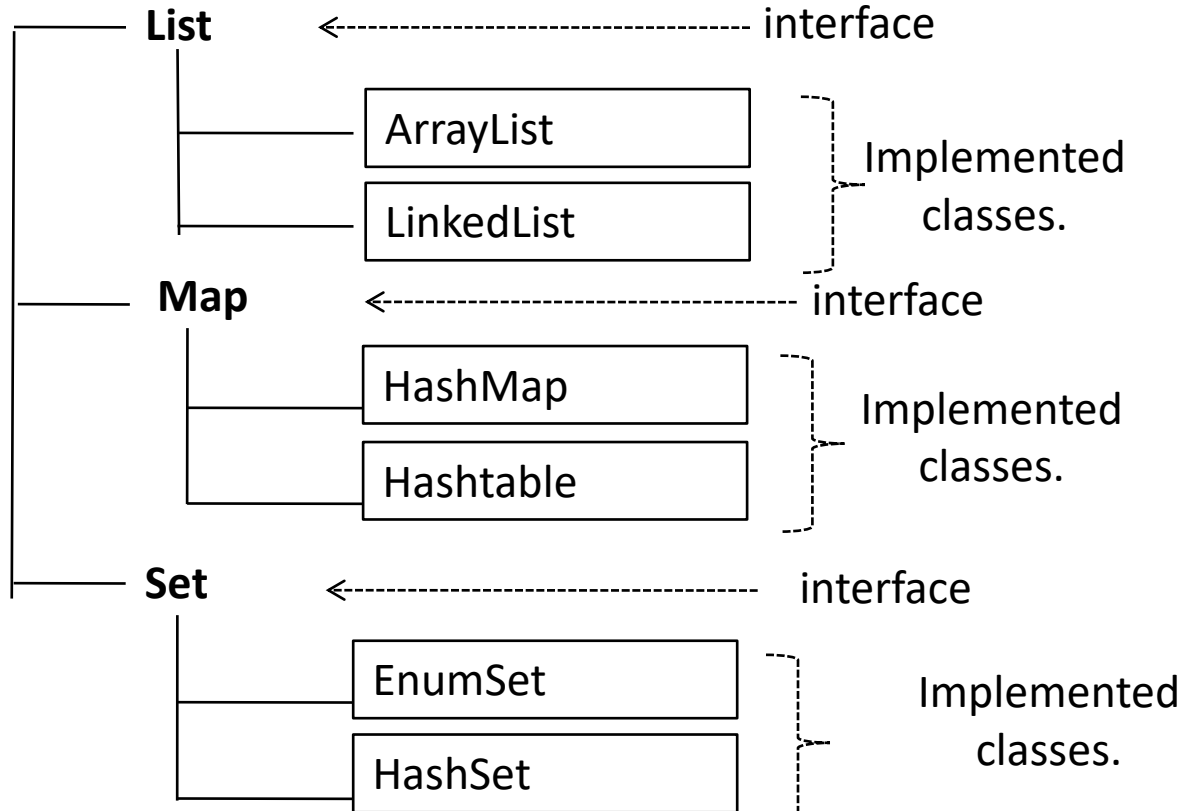 List
interface
ArrayList
LinkedList
Implemented
classes.
Map
interface
HashMap
Hashtable
Implemented
classes.
Set
interface
EnumSet
HashSet
Implemented
classes.